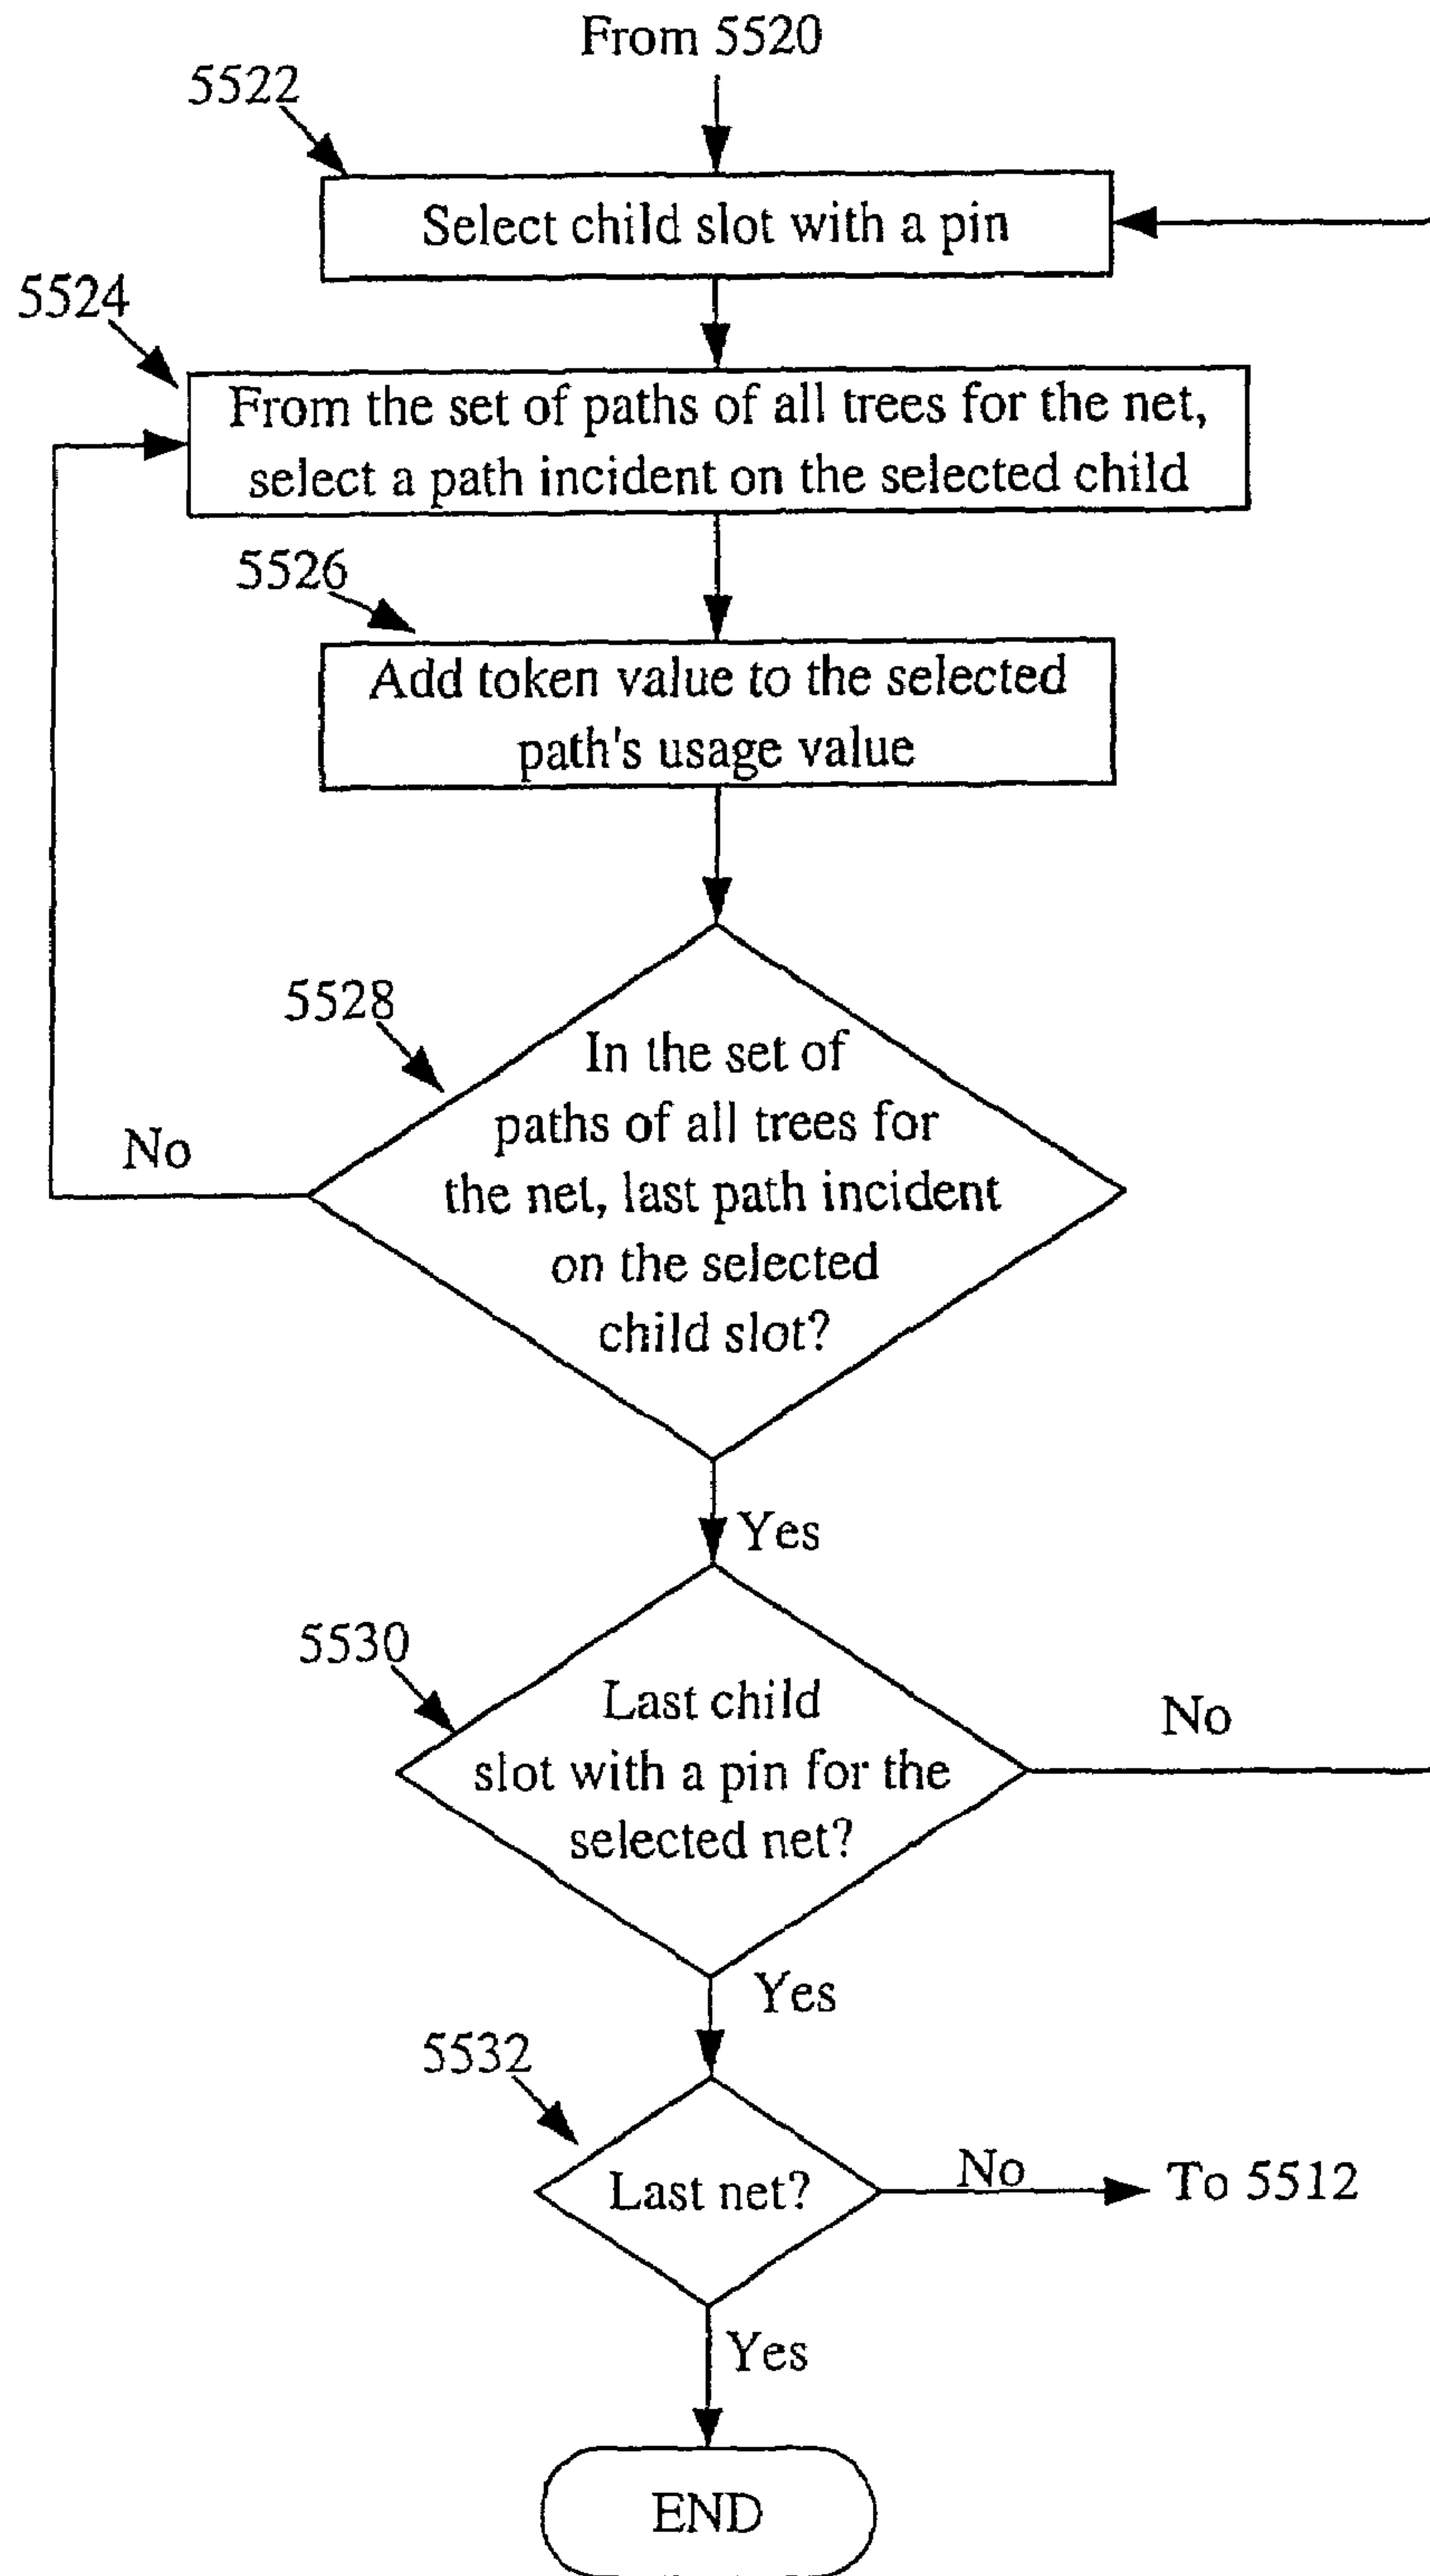 From 5520
5522
Select child slot with a pin
5524
From the set of paths of all trees for the net,
select a path incident on the selected child
5526
Add token value to the selected
path's usage value
5528
In the set of
paths of all trees for
the net, last path incident
on the selected
child slot?
No
Yes
5530
Last child
slot with a pin for the
selected net?
No
Yes
5532
Last net?
No
To 5512
Yes
END